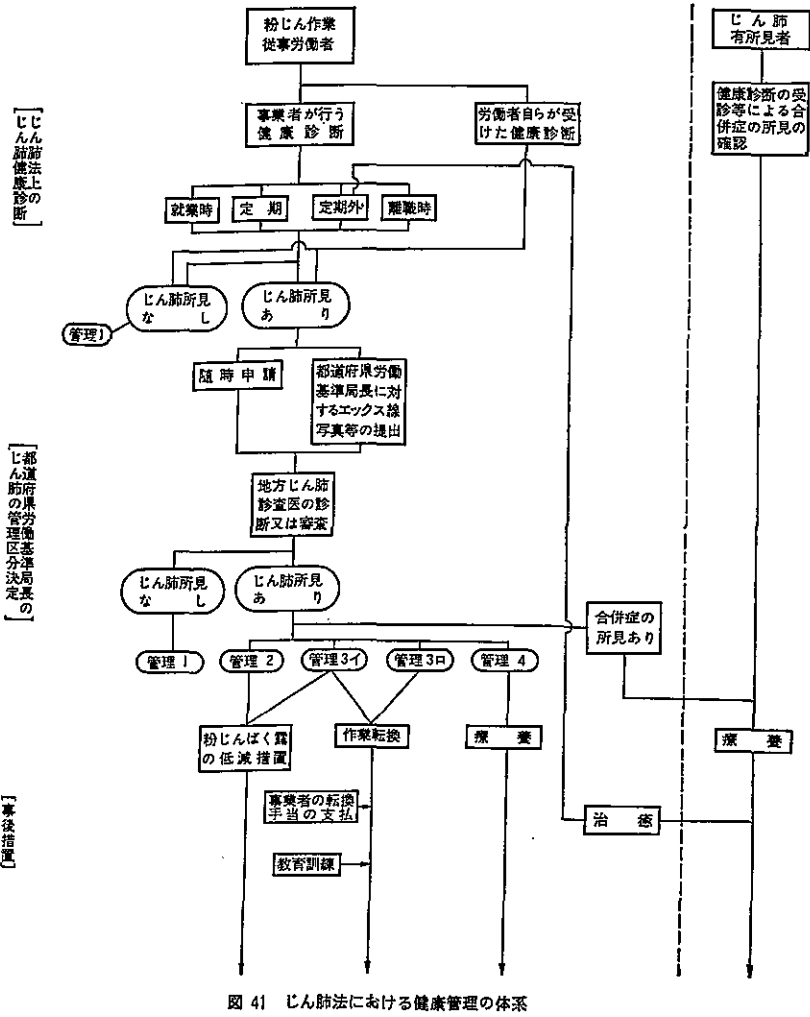 粉じん作業
従事労働者
じん肺
有所見者
[じん肺法上の
じん肺健康診断]
事業者が行う
健康診断
労働者自らが受
けた健康診断
健康診断の受
診等による合
併症の所見の
確認
就業時
定期
定期外
離職時
じん肺所見
なし
じん肺所見
あり
管理1
随時申請
都道府県労働
基準局長に対
するエックス線
写真等の提出
[都道府県労働基準局長の
じん肺の管理区分決定]
地方じん肺
診査医の診
断又は審査
じん肺所見
なし
じん肺所見
あり
合併症の
所見あり
管理1
管理2
管理3イ
管理3ロ
管理4
粉じんばく露
の低減措置
作業転換
療養
療養
[事後措置]
事業者の転換
手当の支払
治癒
教育訓練
図 41 じん肺法における健康管理の体系